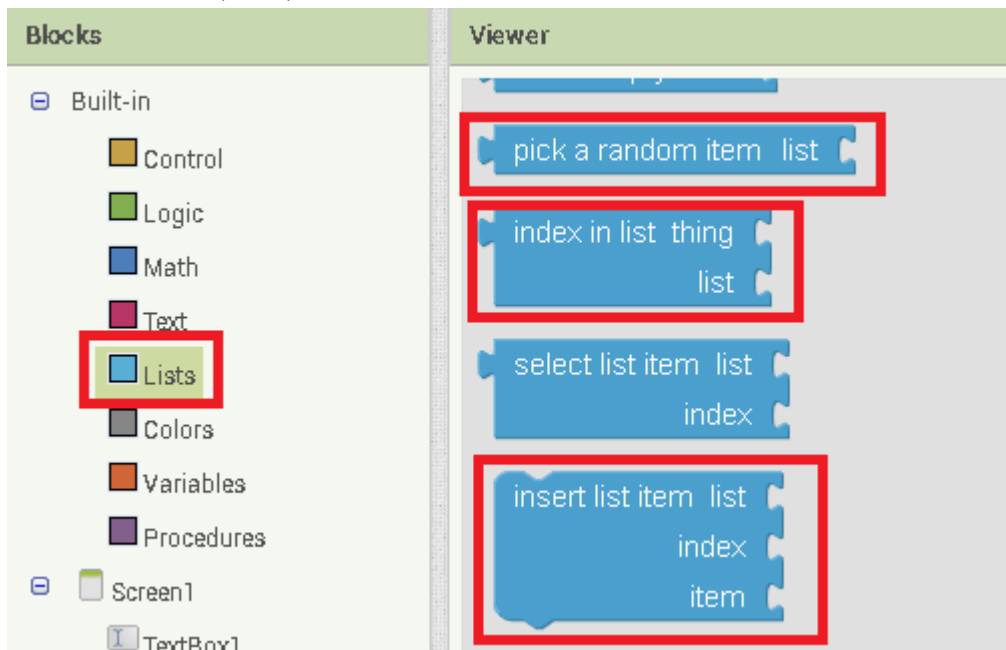 Blocks
Viewer
Built-in
Control
Logic
Math
Text
Lists
Colors
Variables
Procedures
Screen1
TextBox1
pick a random item list
index in list thing
list
select list item list
index
insert list item list
index
item